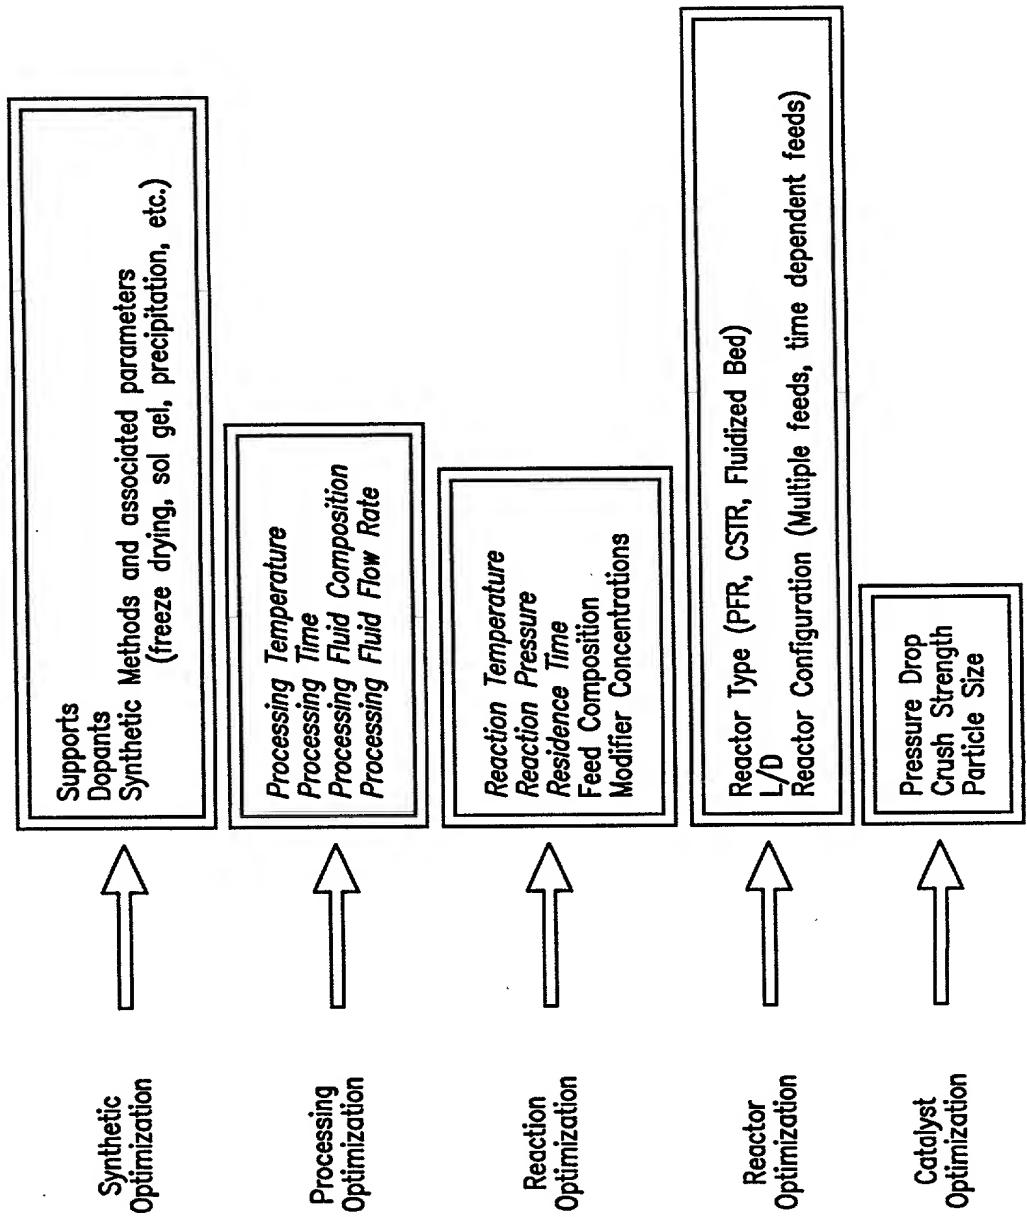 Synthetic
Optimization
Supports
Dopants
Synthetic Methods and associated parameters
(freeze drying, sol gel, precipitation, etc.)
Processing
Optimization
Processing Temperature
Processing Time
Processing Fluid Composition
Processing Fluid Flow Rate
Reaction
Optimization
Reaction Temperature
Reaction Pressure
Residence Time
Feed Composition
Modifier Concentrations
Reactor
Optimization
Reactor Type (PFR, CSTR, Fluidized Bed)
L/D
Reactor Configuration (Multiple feeds, time dependent feeds)
Catalyst
Optimization
Pressure Drop
Crush Strength
Particle Size